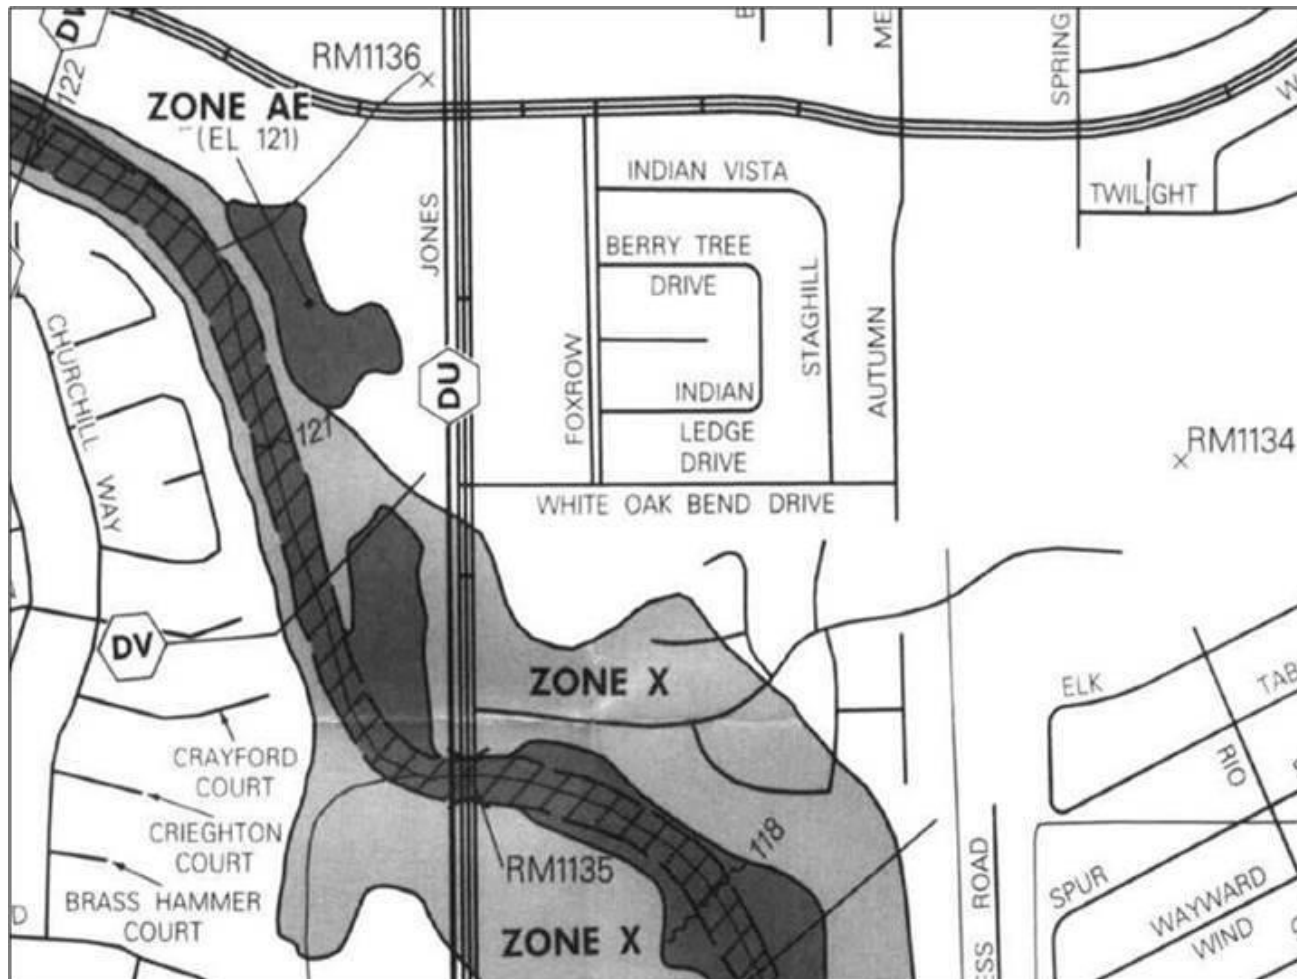 RM1136
122
ZONE AE
(EL 121)
SPRING
INDIAN VISTA
TWILIGHT
JONES
BERRY TREE
DRIVE
STAGHILL
AUTUMN
CHURCHILL
WAY
DU
FOXROW
INDIAN
LEDGE
DRIVE
121
RM1134
WHITE OAK BEND DRIVE
DV
ZONE X
ELK
RIO
CRAYFORD
COURT
CRIEGHTON
COURT
118
RM1135
BRASS HAMMER
COURT
SPUR
WAYWARD
WIND
ROAD
ZONE X